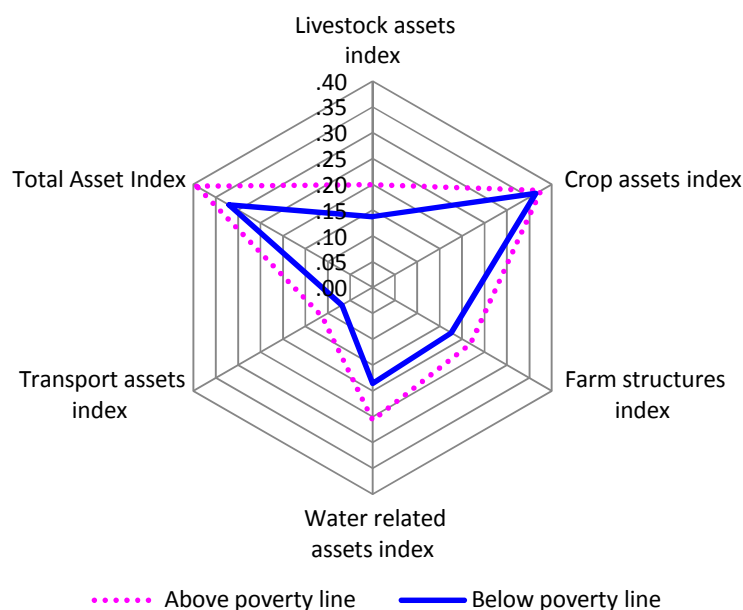 Livestock assets
index
.40
.35
.30
.25
.20
.15
.10
.05
.00
Total Asset Index
Crop assets index
Transport assets
index
Farm structures
index
Water related
assets index
Above poverty line
Below poverty line